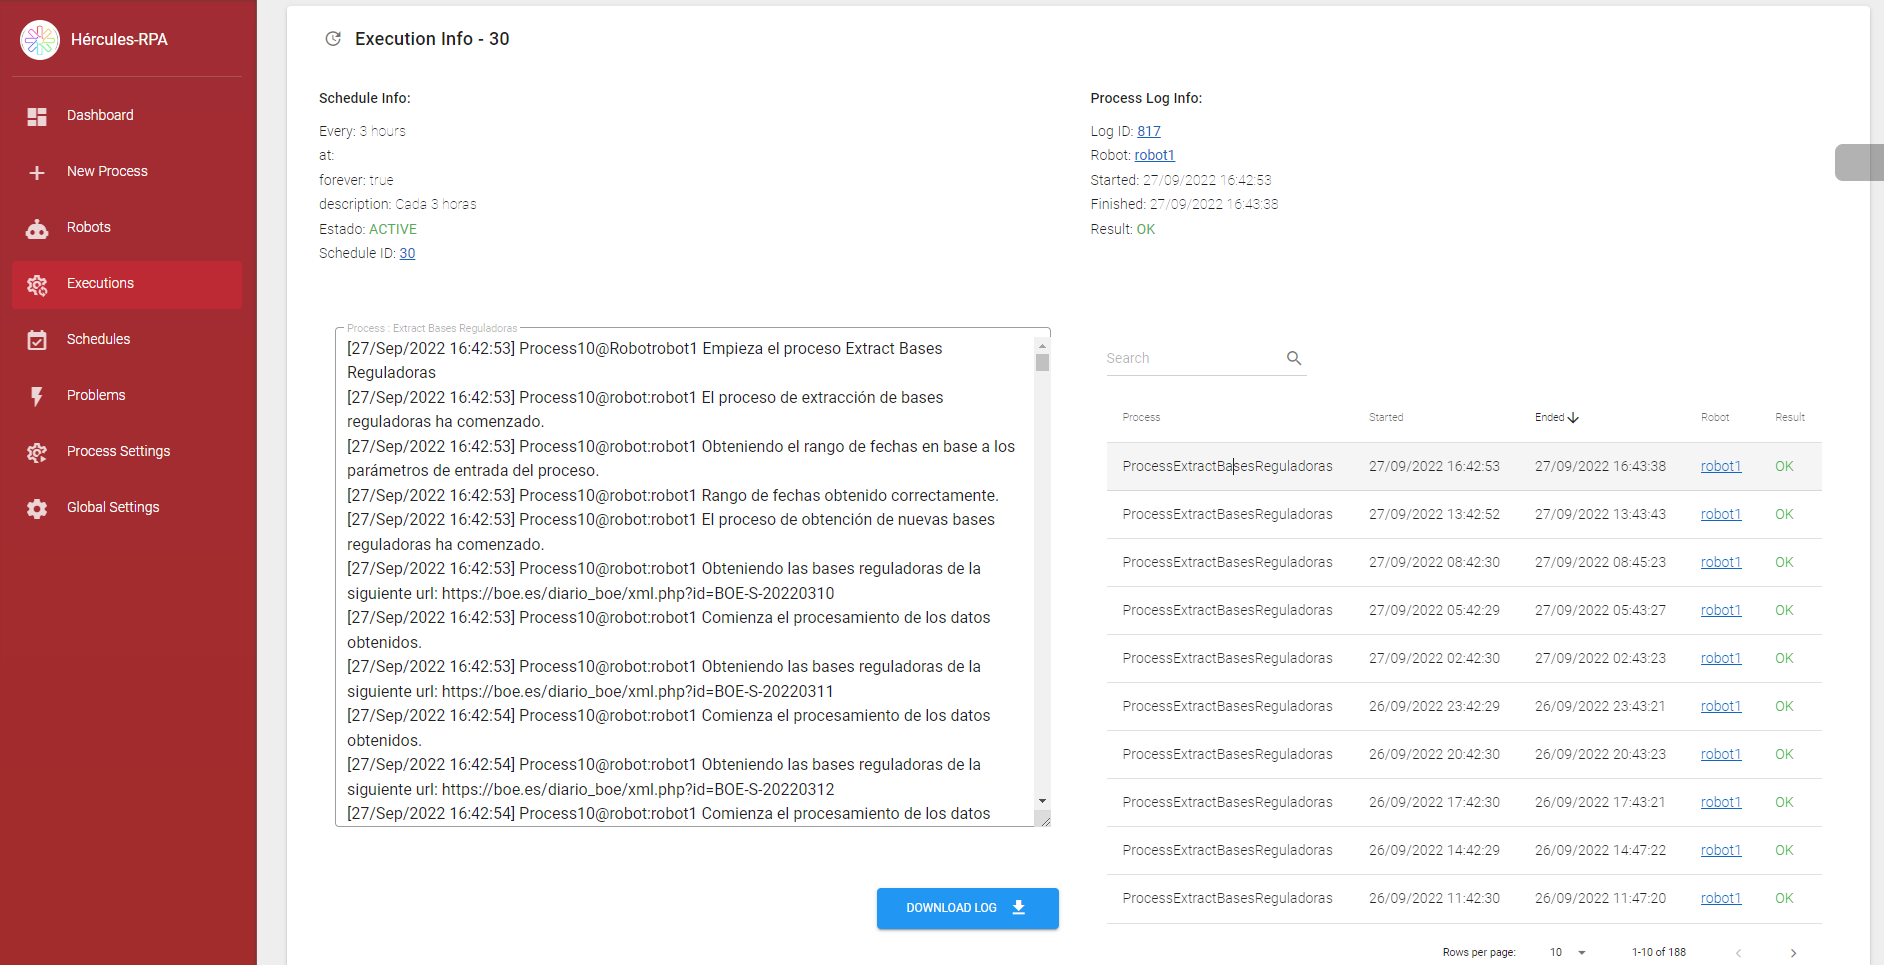 Hércules-RPA
Dashboard
New Process
Robots
Executions
Schedules
Problems
Process Settings
Global Settings
Execution Info - 30
Schedule Info:
Every: 3 hours
at:
forever: true
description: Cada 3 horas
Estado: ACTIVE
Schedule ID: 30
Process Log Info:
Log ID: 817
Robot: robot1
Started: 27/09/2022 16:42:53
Finished: 27/09/2022 16:43:38
Result: OK
Process : Extract Bases Reguladoras
[27/Sep/2022 16:42:53] Process10@Robotrobot1 Empieza el proceso Extract Bases
Reguladoras
[27/Sep/2022 16:42:53] Process10@robot:robot1 El proceso de extracción de bases
reguladoras ha comenzado.
[27/Sep/2022 16:42:53] Process10@robot:robot1 Obteniendo el rango de fechas en base a los
parámetros de entrada del proceso.
[27/Sep/2022 16:42:53] Process10@robot:robot1 Rango de fechas obtenido correctamente.
[27/Sep/2022 16:42:53] Process10@robot:robot1 El proceso de obtención de nuevas bases
reguladoras ha comenzado.
[27/Sep/2022 16:42:53] Process10@robot:robot1 Obteniendo las bases reguladoras de la
siguiente url: https://boe.es/diario_boe/xml.php?id=BOE-S-20220310
[27/Sep/2022 16:42:53] Process10@robot:robot1 Comienza el procesamiento de los datos
obtenidos.
[27/Sep/2022 16:42:53] Process10@robot:robot1 Obteniendo las bases reguladoras de la
siguiente url: https://boe.es/diario_boe/xml.php?id=BOE-S-20220311
[27/Sep/2022 16:42:54] Process10@robot:robot1 Comienza el procesamiento de los datos
obtenidos.
[27/Sep/2022 16:42:54] Process10@robot:robot1 Obteniendo las bases reguladoras de la
siguiente url: https://boe.es/diario_boe/xml.php?id=BOE-S-20220312
[27/Sep/2022 16:42:54] Process10@robot:robot1 Comienza el procesamiento de los datos
DOWNLOAD LOG
Search
Process Started Ended Robot Result
ProcessExtractBasesReguladoras 27/09/2022 16:42:53 27/09/2022 16:43:38 robot1 OK
ProcessExtractBasesReguladoras 27/09/2022 13:42:52 27/09/2022 13:43:43 robot1 OK
ProcessExtractBasesReguladoras 27/09/2022 08:42:30 27/09/2022 08:45:23 robot1 OK
ProcessExtractBasesReguladoras 27/09/2022 05:42:29 27/09/2022 05:43:27 robot1 OK
ProcessExtractBasesReguladoras 27/09/2022 02:42:30 27/09/2022 02:43:23 robot1 OK
ProcessExtractBasesReguladoras 26/09/2022 23:42:29 26/09/2022 23:43:21 robot1 OK
ProcessExtractBasesReguladoras 26/09/2022 20:42:30 26/09/2022 20:43:23 robot1 OK
ProcessExtractBasesReguladoras 26/09/2022 17:42:30 26/09/2022 17:43:21 robot1 OK
ProcessExtractBasesReguladoras 26/09/2022 14:42:29 26/09/2022 14:47:22 robot1 OK
ProcessExtractBasesReguladoras 26/09/2022 11:42:30 26/09/2022 11:47:20 robot1 OK
Rows per page: 10 1-10 of 188